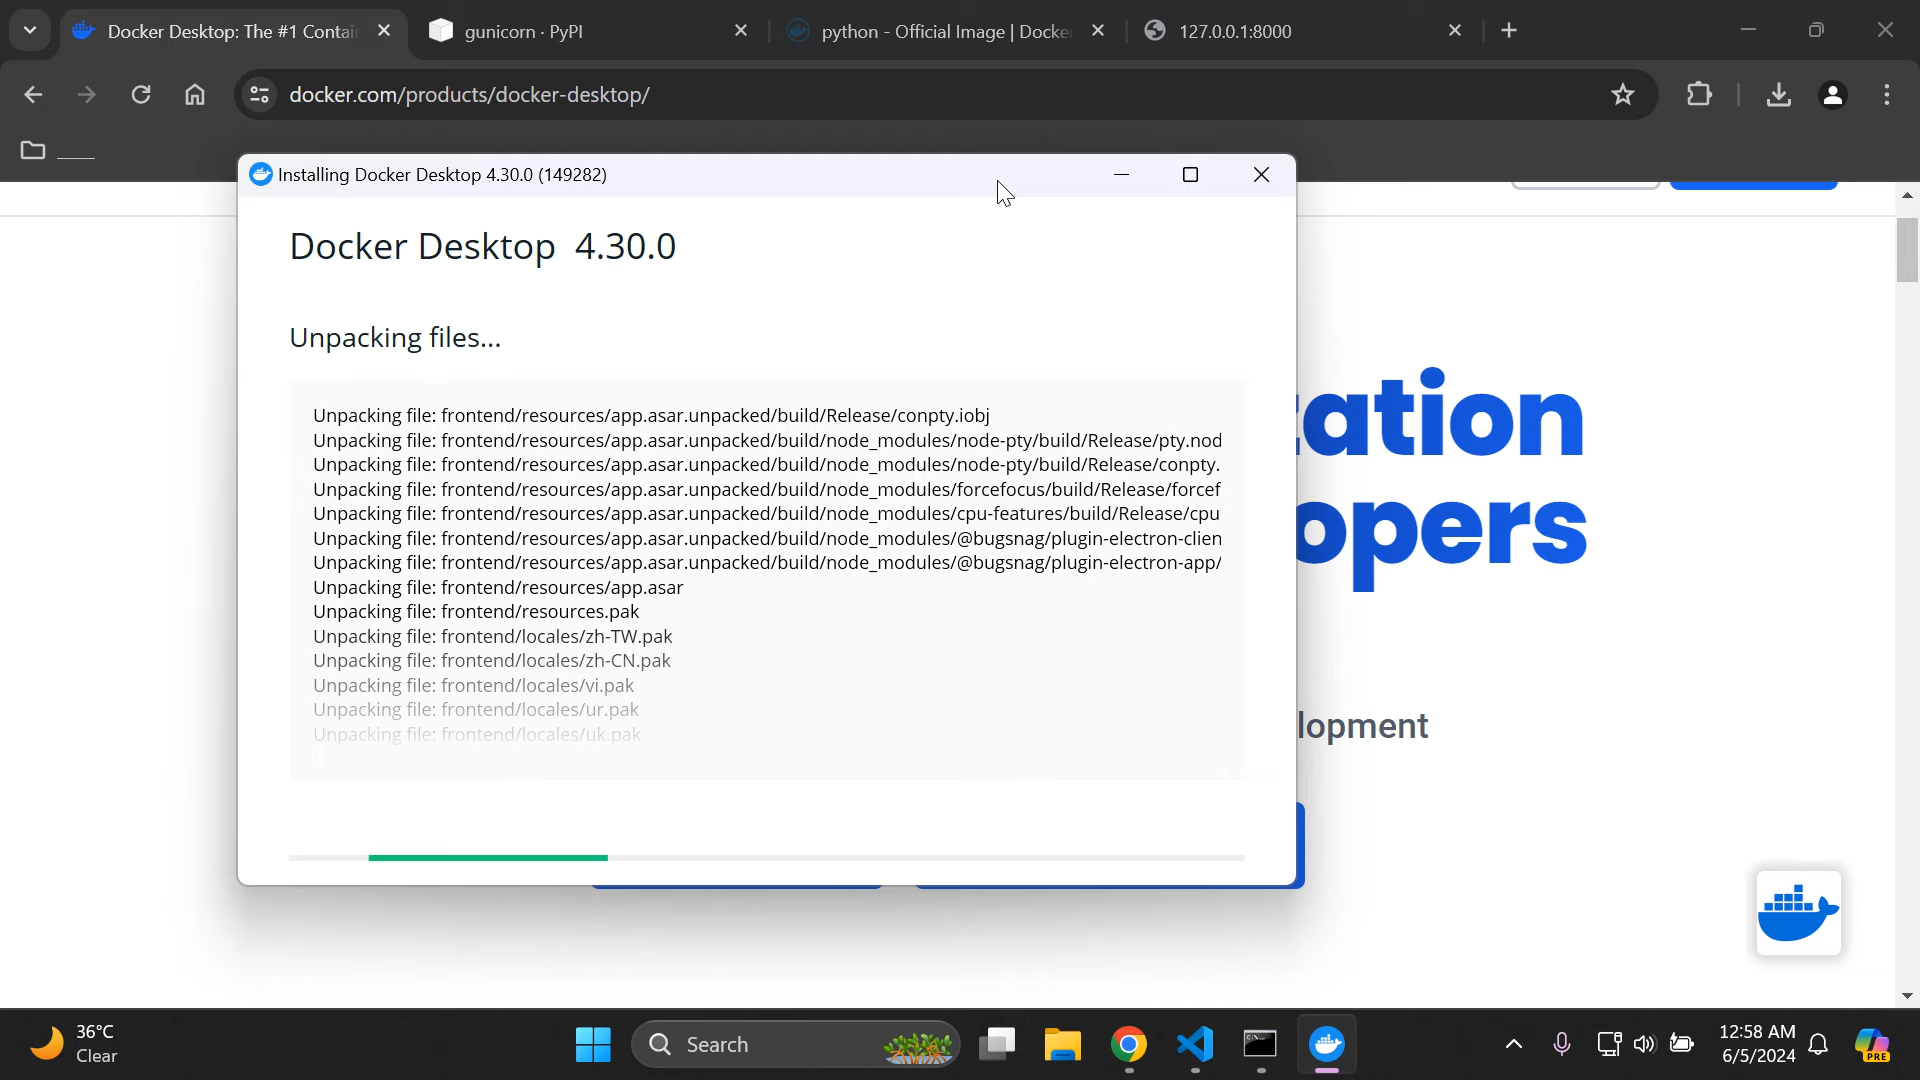 Docker Desktop: The #1 Contai
gunicorn · PyPI
python - Official Image | Docke
127.0.0.1:8000
docker.com/products/docker-desktop/
Installing Docker Desktop 4.30.0 (149282)
Docker Desktop 4.30.0
Unpacking files...
Unpacking file: frontend/resources/app.asar.unpacked/build/Release/conpty.iobj
Unpacking file: frontend/resources/app.asar.unpacked/build/node_modules/node-pty/build/Release/pty.nod
Unpacking file: frontend/resources/app.asar.unpacked/build/node_modules/node-pty/build/Release/conpty.
Unpacking file: frontend/resources/app.asar.unpacked/build/node_modules/forcefocus/build/Release/forcef
Unpacking file: frontend/resources/app.asar.unpacked/build/node_modules/cpu-features/build/Release/cpu
Unpacking file: frontend/resources/app.asar.unpacked/build/node_modules/@bugsnag/plugin-electron-clien
Unpacking file: frontend/resources/app.asar.unpacked/build/node_modules/@bugsnag/plugin-electron-app/
Unpacking file: frontend/resources/app.asar
Unpacking file: frontend/resources.pak
Unpacking file: frontend/locales/zh-TW.pak
Unpacking file: frontend/locales/zh-CN.pak
Unpacking file: frontend/locales/vi.pak
Unpacking file: frontend/locales/ur.pak
Unpacking file: frontend/locales/uk.pak
tation
opers
lopment
36°C
Clear
Search
12:58 AM
6/5/2024
PRE